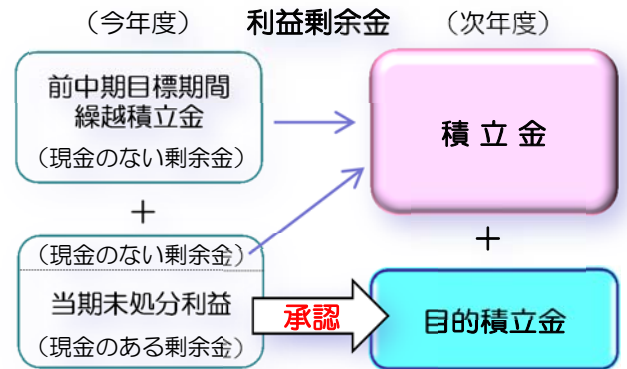 （今年度） 利益剰余金 （次年度）
前中期目標期間
繰越積立金
（現金のない剰余金）
積 立 金
＋
＋
（現金のない剰余金）
当期未処分利益
（現金のある剰余金）
承認
目的積立金